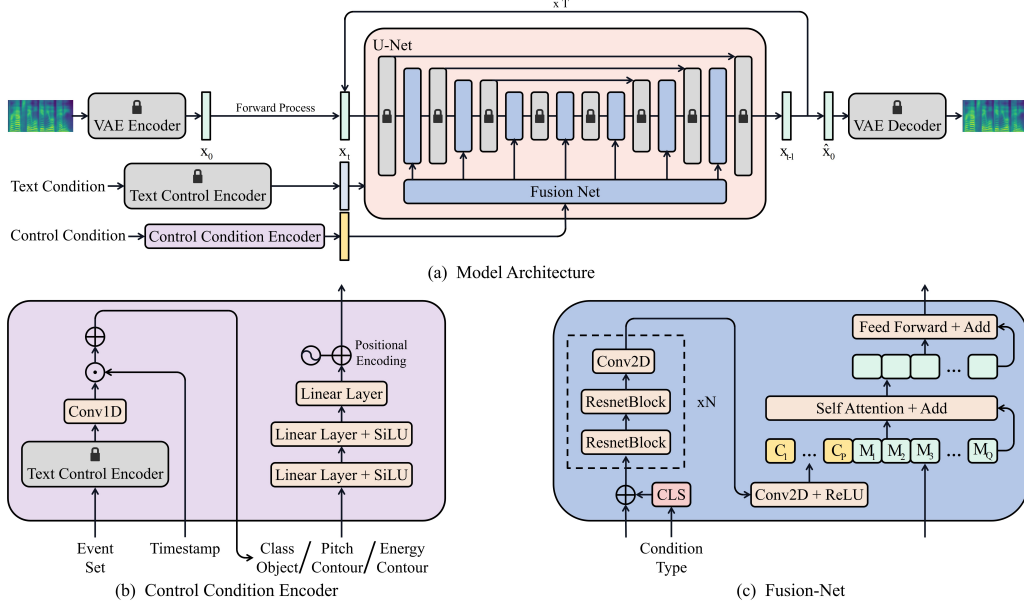 x T
U-Net
VAE Encoder
x0
Forward Process
xt
xt-1
x̂0
VAE Decoder
Text Condition
Text Control Encoder
Fusion Net
Control Condition
Control Condition Encoder
(a) Model Architecture
Positional
Encoding
Linear Layer
Linear Layer + SiLU
Linear Layer + SiLU
Conv1D
Text Control Encoder
Event
Set
Timestamp
Class
Object
/
Pitch
Contour
/
Energy
Contour
(b) Control Condition Encoder
Conv2D
ResnetBlock
ResnetBlock
xN
CLS
Condition
Type
Conv2D + ReLU
Feed Forward + Add
...
Self Attention + Add
C1 ... CP M1 M2 M3 ... MQ
(c) Fusion-Net